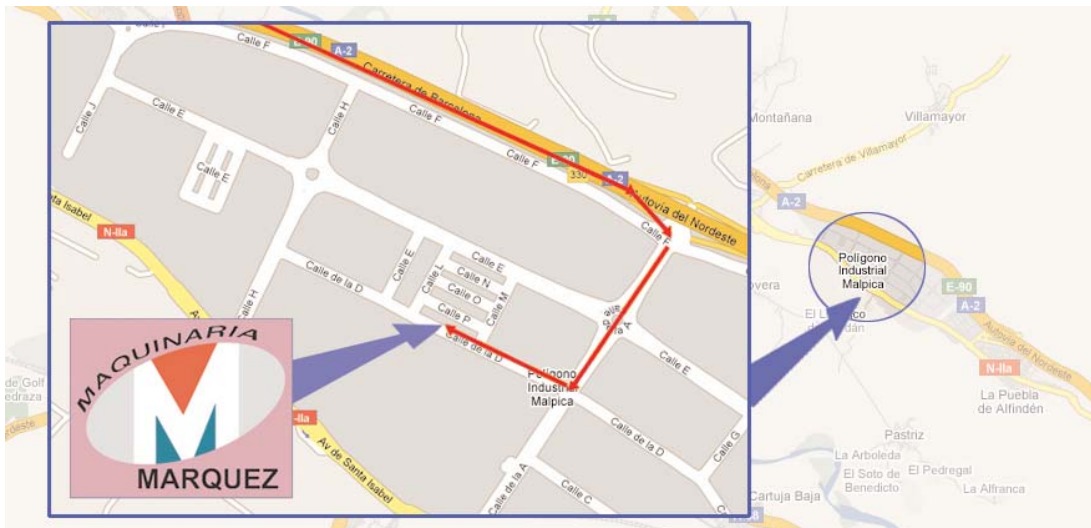 Calle F
E-90
A-2
Carretera de Barcelona
Calle J
Calle E
Calle H
Calle F
Calle F
E-90
330
A-2
Autovía del Nordeste
Calle F
Calle E
N-IIa
Calle H
Calle de la D
Calle E
Calle L
Calle E
Calle N
Calle O
Calle M
Calle P
Calle de la D
Calle A
Calle E
Polígono
Industrial
Malpica
Calle de la D
Calle G
Calle de la A
Calle C
Av de Santa Isabel
MAQUINARIA
M
MARQUEZ
Montañana
Villamayor
Carretera de Villamayor
A-2
Polígono
Industrial
Malpica
E-90
A-2
Autovía del Nordeste
N-IIa
La Puebla
de Alfindén
Pastriz
La Arboleda
El Soto de
Benedicto
El Pedregal
La Alfranca
Cartuja Baja
de Golf